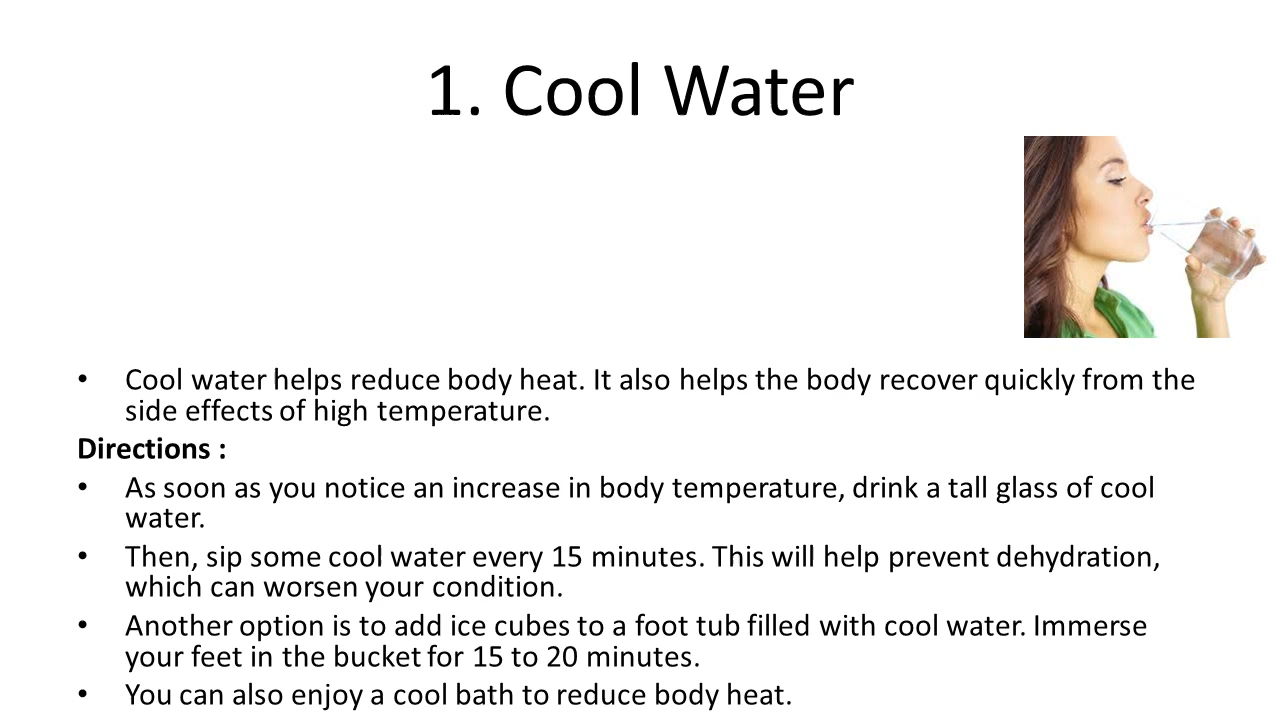 1. Cool Water
• Cool water helps reduce body heat. It also helps the body recover quickly from the
side effects of high temperature.
Directions :
• As soon as you notice an increase in body temperature, drink a tall glass of cool
water.
• Then, sip some cool water every 15 minutes. This will help prevent dehydration,
which can worsen your condition.
• Another option is to add ice cubes to a foot tub filled with cool water. Immerse
your feet in the bucket for 15 to 20 minutes.
• You can also enjoy a cool bath to reduce body heat.